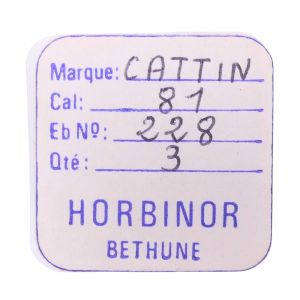 Marque: CATTIN
Cal: 81
Eb Nº: 228
Qté: 3
HORBINOR
BETHUNE